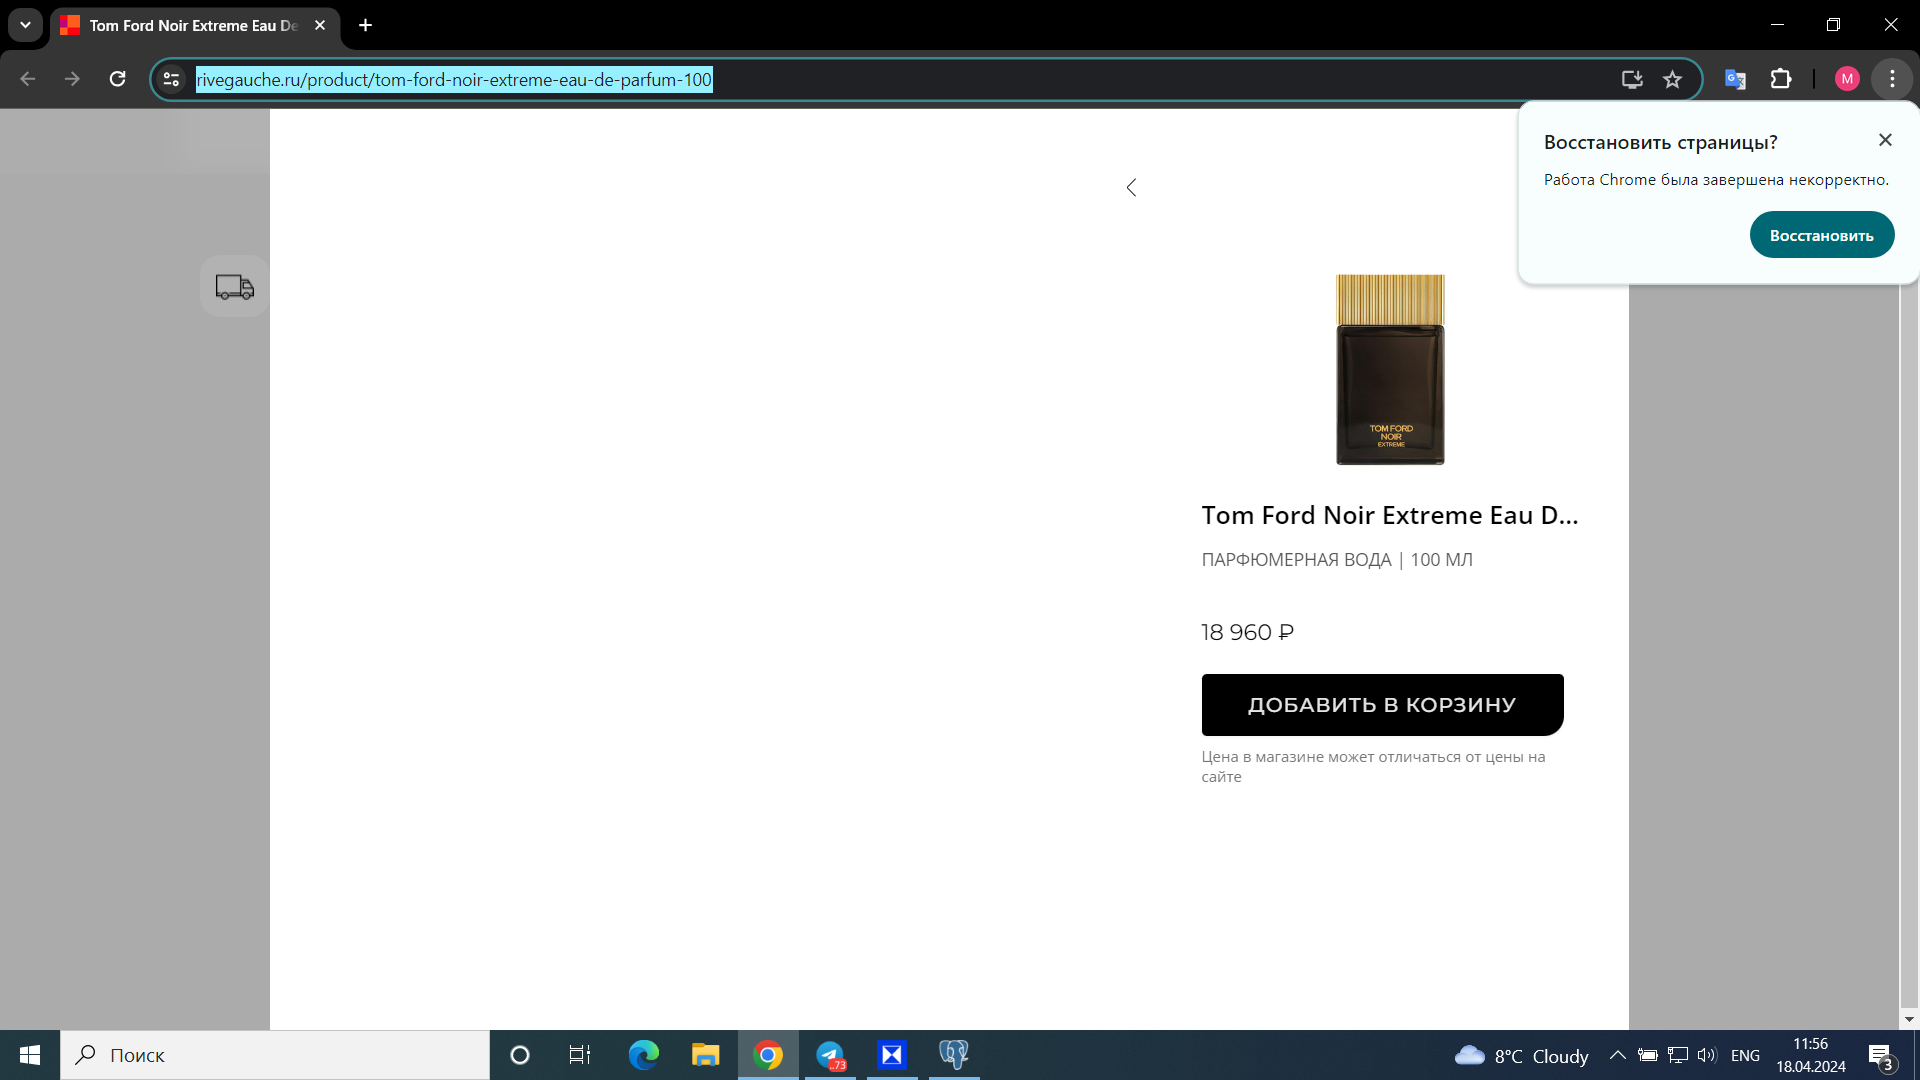 Tom Ford Noir Extreme Eau De
rivegauche.ru/product/tom-ford-noir-extreme-eau-de-parfum-100
M
Восстановить страницы?
Работа Chrome была завершена некорректно.
Восстановить
TOM FORD
NOIR
EXTREME
Tom Ford Noir Extreme Eau D...
ПАРФЮМЕРНАЯ ВОДА | 100 МЛ
18 960 ₽
ДОБАВИТЬ В КОРЗИНУ
Цена в магазине может отличаться от цены на
сайте
Поиск
..73
8°C Cloudy
ENG
11:56
18.04.2024
3